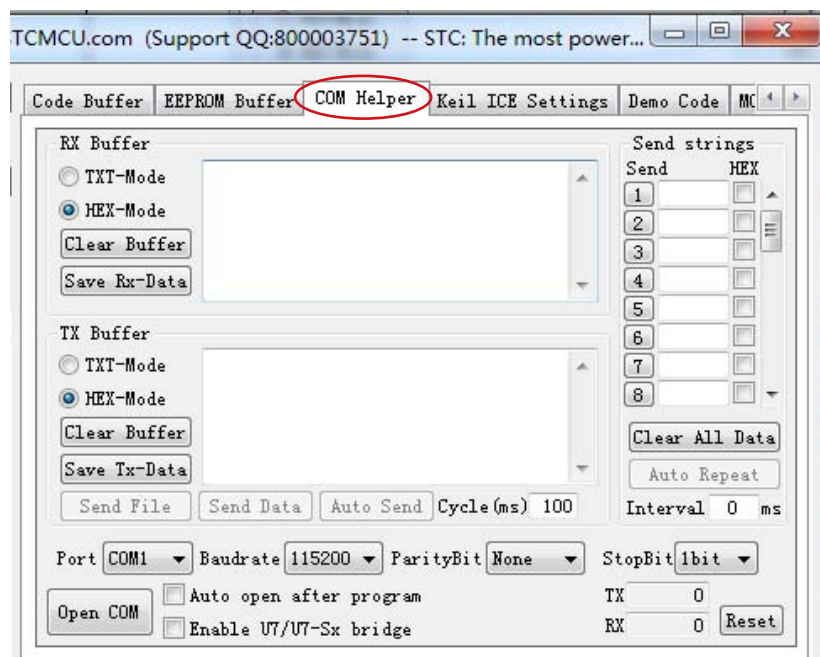 TCMCU.com (Support QQ:800003751) -- STC: The most power...
Code Buffer EEPROM Buffer COM Helper Keil ICE Settings Demo Code MC
RX Buffer
TXT-Mode
HEX-Mode
Clear Buffer
Save Rx-Data
Send strings
Send HEX
1
2
3
4
5
6
7
8
TX Buffer
TXT-Mode
HEX-Mode
Clear Buffer
Save Tx-Data
Send File Send Data Auto Send Cycle(ms) 100
Clear All Data
Auto Repeat
Interval 0 ms
Port COM1 Baudrate 115200 ParityBit None StopBit 1bit
Open COM
Auto open after program
Enable U7/U7-Sx bridge
TX 0
RX 0 Reset